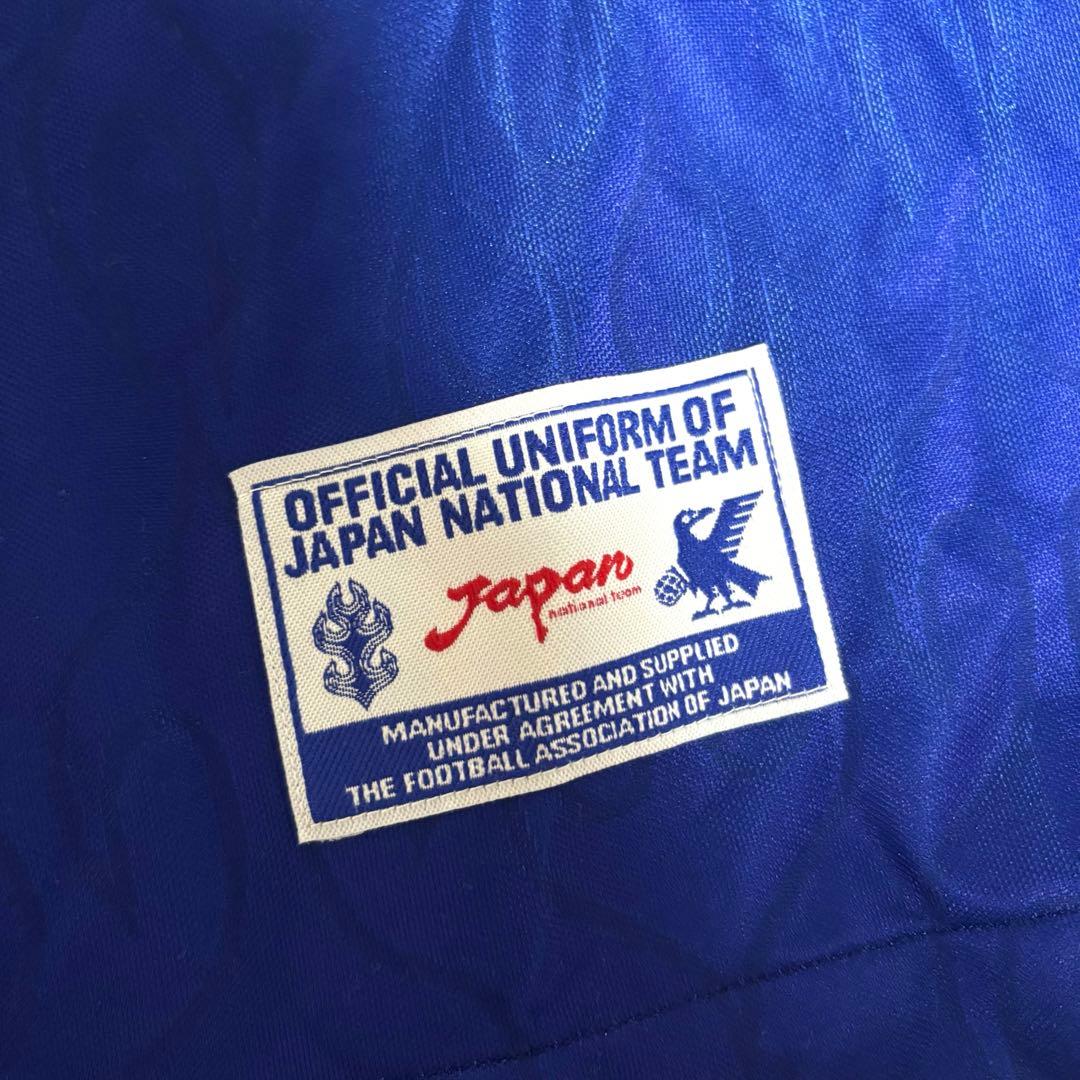 OFFICIAL UNIFORM OF
JAPAN NATIONAL TEAM
Japan
national team
MANUFACTURED AND SUPPLIED
UNDER AGREEMENT WITH
THE FOOTBALL ASSOCIATION OF JAPAN